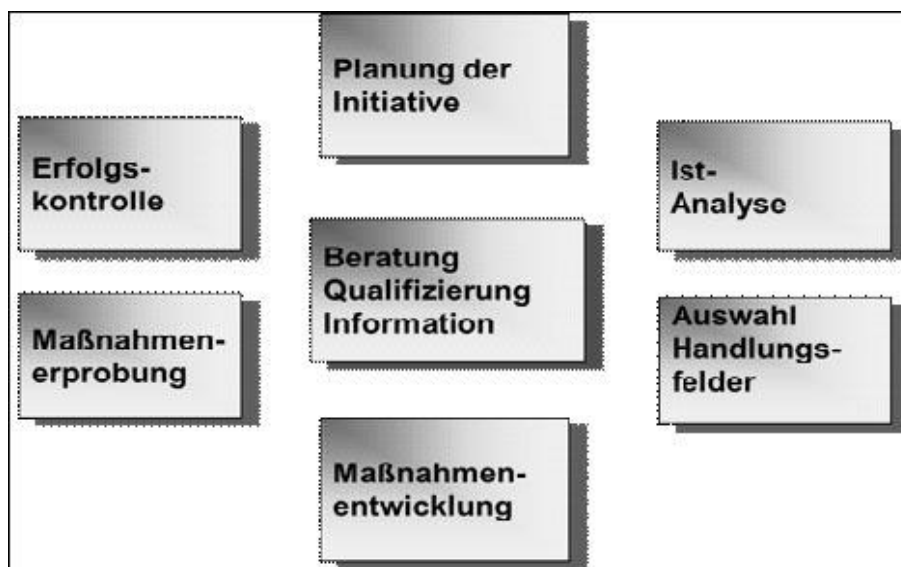 Planung der
Initiative
Erfolgs-
kontrolle
Ist-
Analyse
Beratung
Qualifizierung
Information
Maßnahmen-
erprobung
Auswahl
Handlungs-
felder
Maßnahmen-
entwicklung